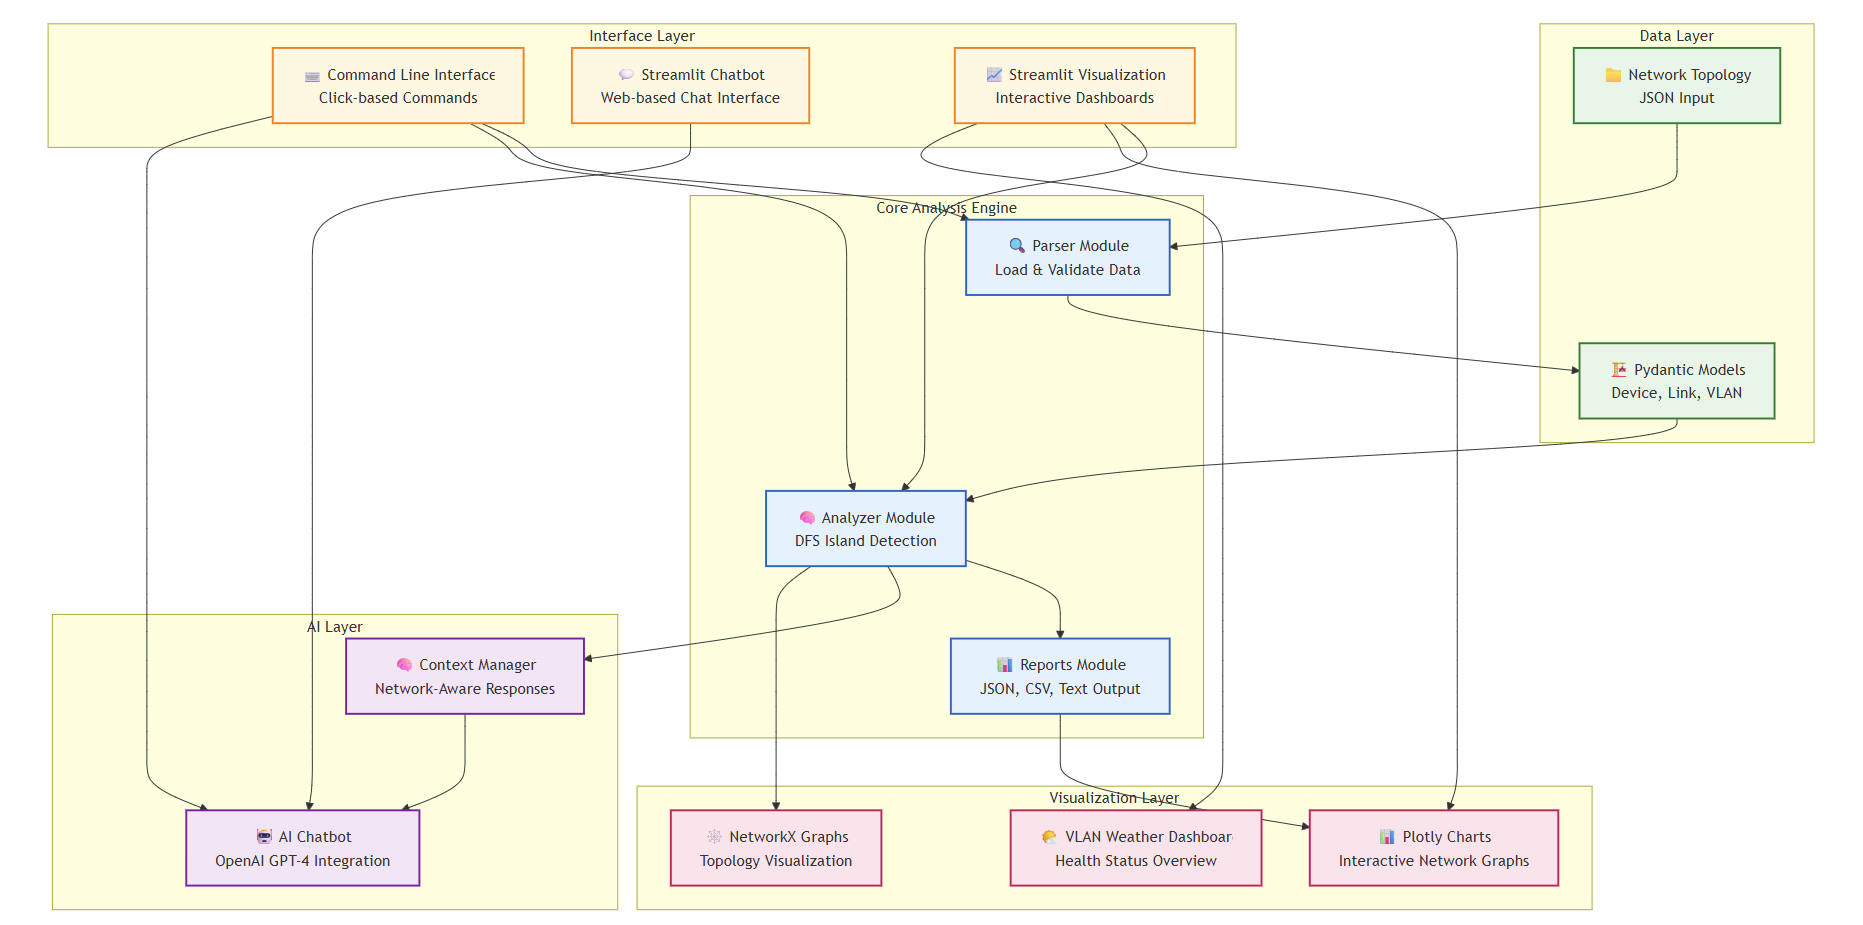 Interface Layer
Command Line Interface
Click-based Commands
Streamlit Chatbot
Web-based Chat Interface
Streamlit Visualization
Interactive Dashboards
Data Layer
Network Topology
JSON Input
Core Analysis Engine
Parser Module
Load & Validate Data
Pydantic Models
Device, Link, VLAN
Analyzer Module
DFS Island Detection
AI Layer
Context Manager
Network-Aware Responses
Reports Module
JSON, CSV, Text Output
AI Chatbot
OpenAI GPT-4 Integration
Visualization Layer
NetworkX Graphs
Topology Visualization
VLAN Weather Dashboar
Health Status Overview
Plotly Charts
Interactive Network Graphs